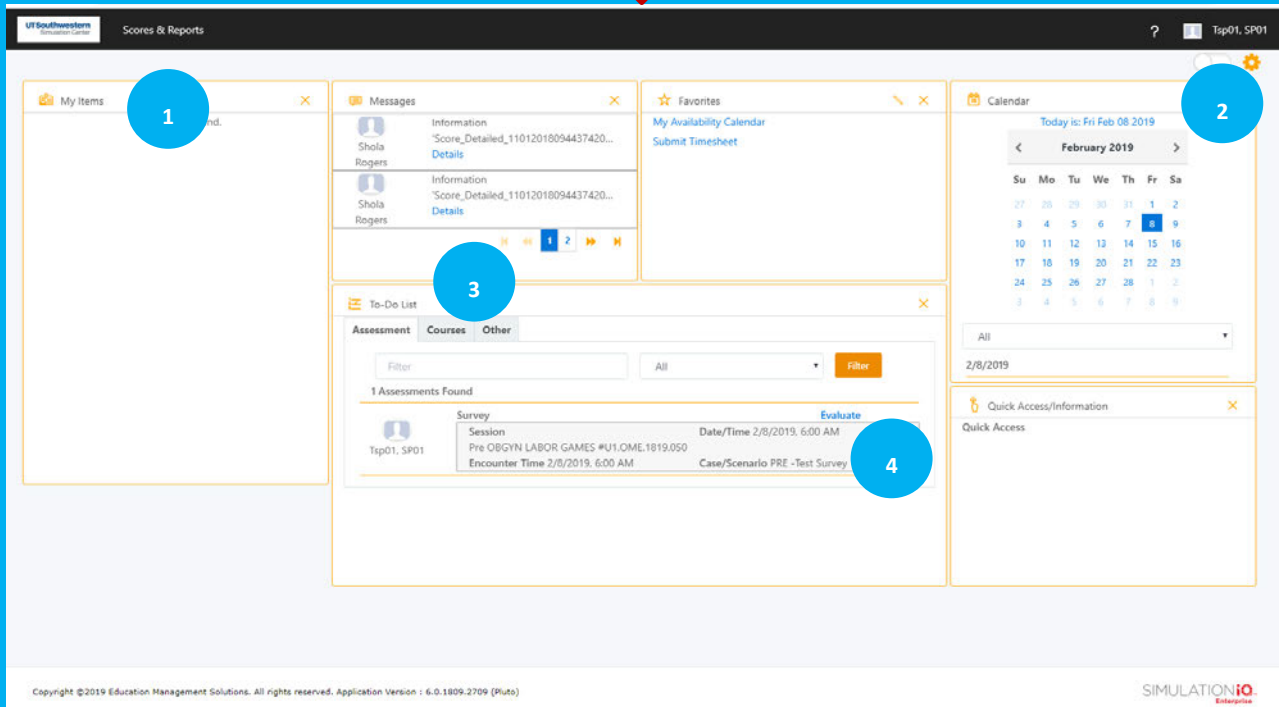 UTSouthwestern
Simulation Center
Scores & Reports
?
Tsp01, SP01
My Items
1
nd.
Messages
Shola Rogers
Information
'Score_Detailed_11012018094437420...
Details
Shola Rogers
Information
'Score_Detailed_11012018094437420...
Details
1 2
Favorites
My Availability Calendar
Submit Timesheet
Calendar
2
Today is: Fri Feb 08 2019
< February 2019 >
Su Mo Tu We Th Fr Sa
27 28 29 30 31 1 2
3 4 5 6 7 8 9
10 11 12 13 14 15 16
17 18 19 20 21 22 23
24 25 26 27 28 1 2
3 4 5 6 7 8 9
All
2/8/2019
3
To-Do List
Assessment Courses Other
Filter
All
Filter
1 Assessments Found
Tsp01, SP01
Survey
Evaluate
Session
Date/Time 2/8/2019, 6:00 AM
Pre OBGYN LABOR GAMES #U1.OME.1819.050
Encounter Time 2/8/2019, 6:00 AM
Case/Scenario PRE -Test Survey
4
Quick Access/Information
Quick Access
Copyright ©2019 Education Management Solutions. All rights reserved. Application Version : 6.0.1809.2709 (Pluto)
SIMULATIONiQ
Enterprise